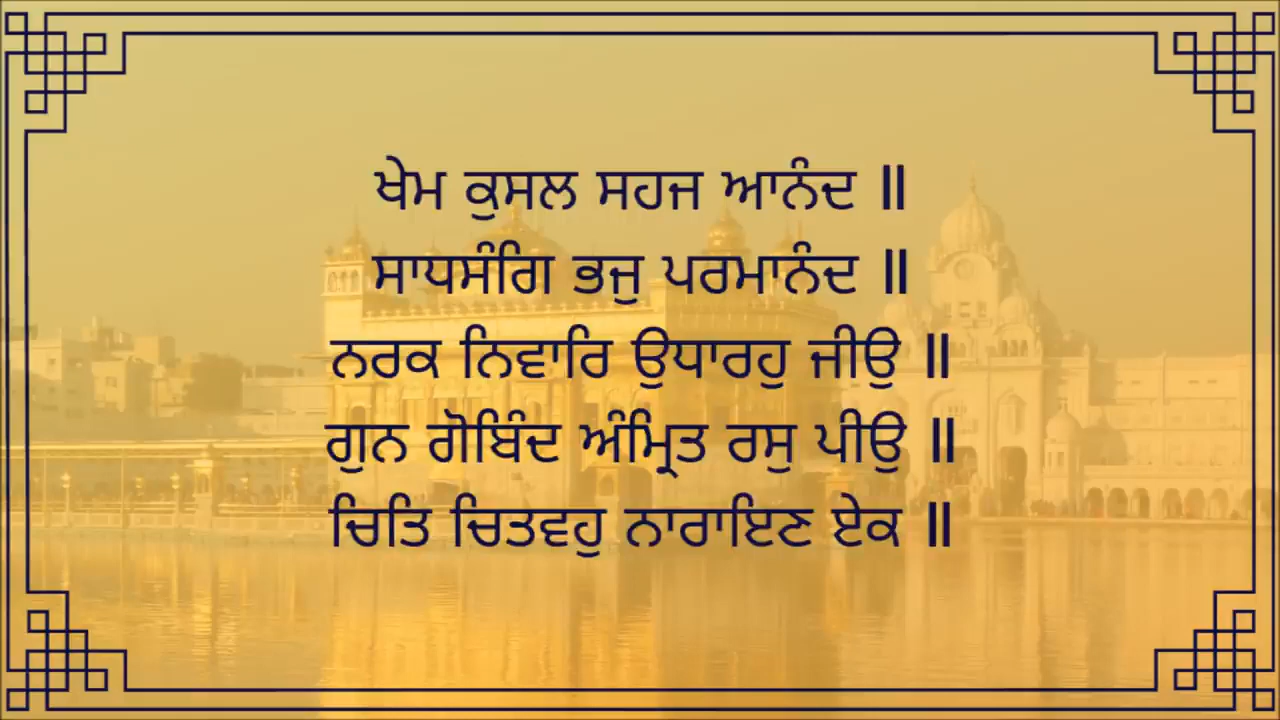 ਖੇਮ ਕੁਸਲ ਸਹਜ ਆਨੰਦ ॥
ਸਾਧਸੰਗਿ ਭਜੁ ਪਰਮਾਨੰਦ ॥
ਨਰਕ ਨਿਵਾਰਿ ਉਧਾਰਹੁ ਜੀਉ ॥
ਗੁਨ ਗੋਬਿੰਦ ਅੰਮ੍ਰਿਤ ਰਸੁ ਪੀਉ ॥
ਚਿਤਿ ਚਿਤਵਹੁ ਨਾਰਾਇਣ ਏਕ ॥